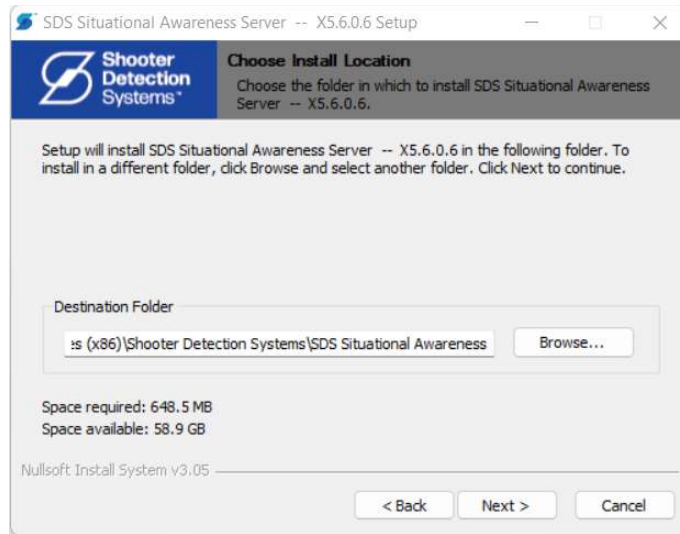 SDS Situational Awareness Server -- X5.6.0.6 Setup
Shooter
Detection
Systems™
Choose Install Location
Choose the folder in which to install SDS Situational Awareness
Server -- X5.6.0.6.
Setup will install SDS Situational Awareness Server -- X5.6.0.6 in the following folder. To
install in a different folder, click Browse and select another folder. Click Next to continue.
Destination Folder
:s (x86)\Shooter Detection Systems\SDS Situational Awareness
Browse...
Space required: 648.5 MB
Space available: 58.9 GB
Nullsoft Install System v3.05
< Back
Next >
Cancel